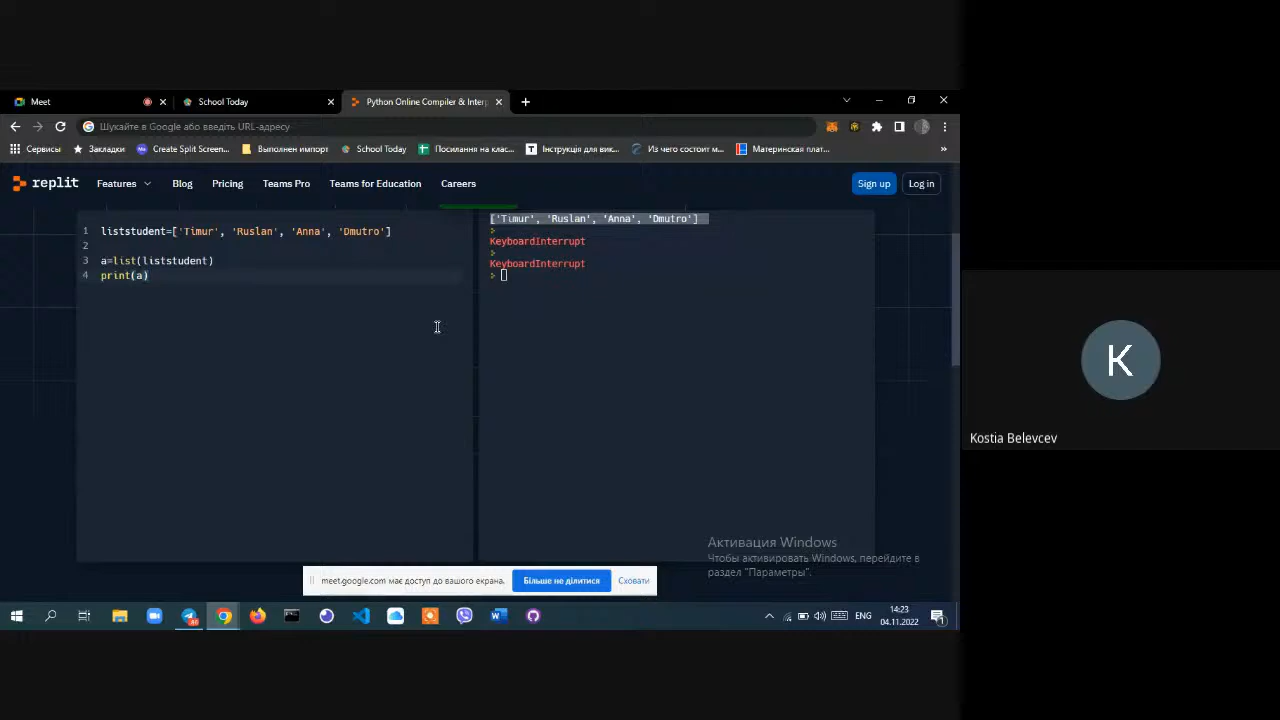 Meet
School Today
Python Online Compiler & Interp
Шукайте в Google або введіть URL-адресу
Сервисы
Закладки
Create Split Screen...
Выполнен импорт
School Today
Посилання на клас...
Інструкція для вик...
Из чего состоит м...
Материнская плат...
»
replit
Features
Blog
Pricing
Teams Pro
Teams for Education
Careers
Sign up
Log in
1 liststudent=['Timur', 'Ruslan', 'Anna', 'Dmutro']
2
3 a=list(liststudent)
4 print(a)
['Timur', 'Ruslan', 'Anna', 'Dmutro']
>
KeyboardInterrupt
>
KeyboardInterrupt
>
K
Kostia Belevcev
Активация Windows
Чтобы активировать Windows, перейдите в
раздел "Параметры".
meet.google.com має доступ до вашого екрана.
Більше не ділитися
Сховати
ENG
14:23
04.11.2022
1